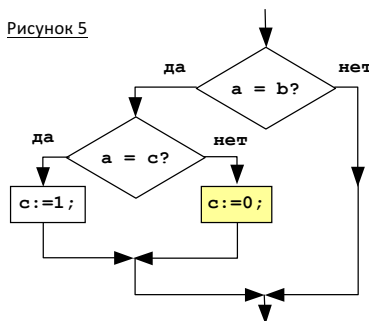 Рисунок 5
да
a = b?
нет
да
a = c?
нет
c:=1;
c:=0;